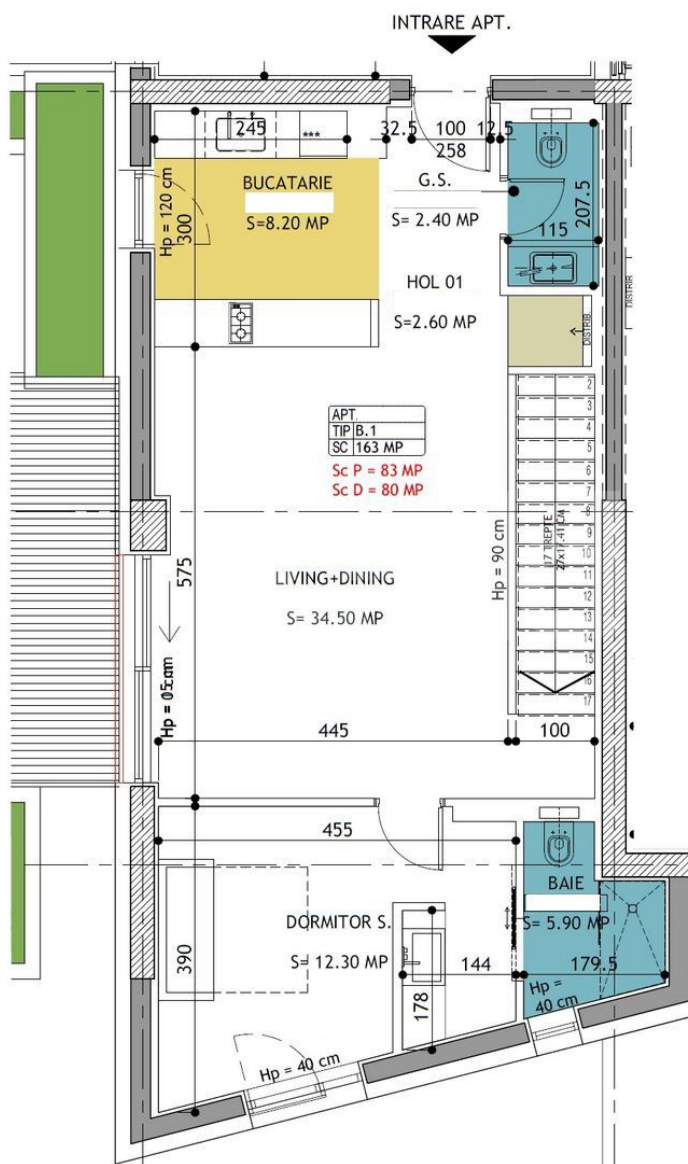 INTRARE APT.
245
***
32.5
100
12.5
258
BUCATARIE
S=8.20 MP
G.S.
S= 2.40 MP
207.5
115
Hp = 120 cm
300
HOL 01
S=2.60 MP
DISTRIB.
DISTRIB.
APT.
TIP B.1
SC 163 MP
Sc P = 83 MP
Sc D = 80 MP
2
3
4
5
6
7
8
9
10
11
12
13
14
15
16
17
17 TREPTE
27x17.41 CM
Hp = 90 cm
575
LIVING+DINING
S= 34.50 MP
445
100
455
BAIE
S= 5.90 MP
DORMITOR S.
S= 12.30 MP
390
144
179.5
178
Hp =
40 cm
Hp = 40 cm